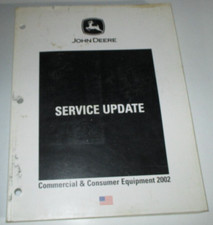 JOHN DEERE
SERVICE UPDATE
Commercial & Consumer Equipment 2002